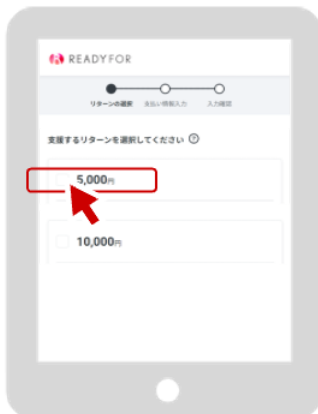 READYFOR
リターンの選択 支払い情報入力 入力確認
支援するリターンを選択してください ?
5,000円
10,000円